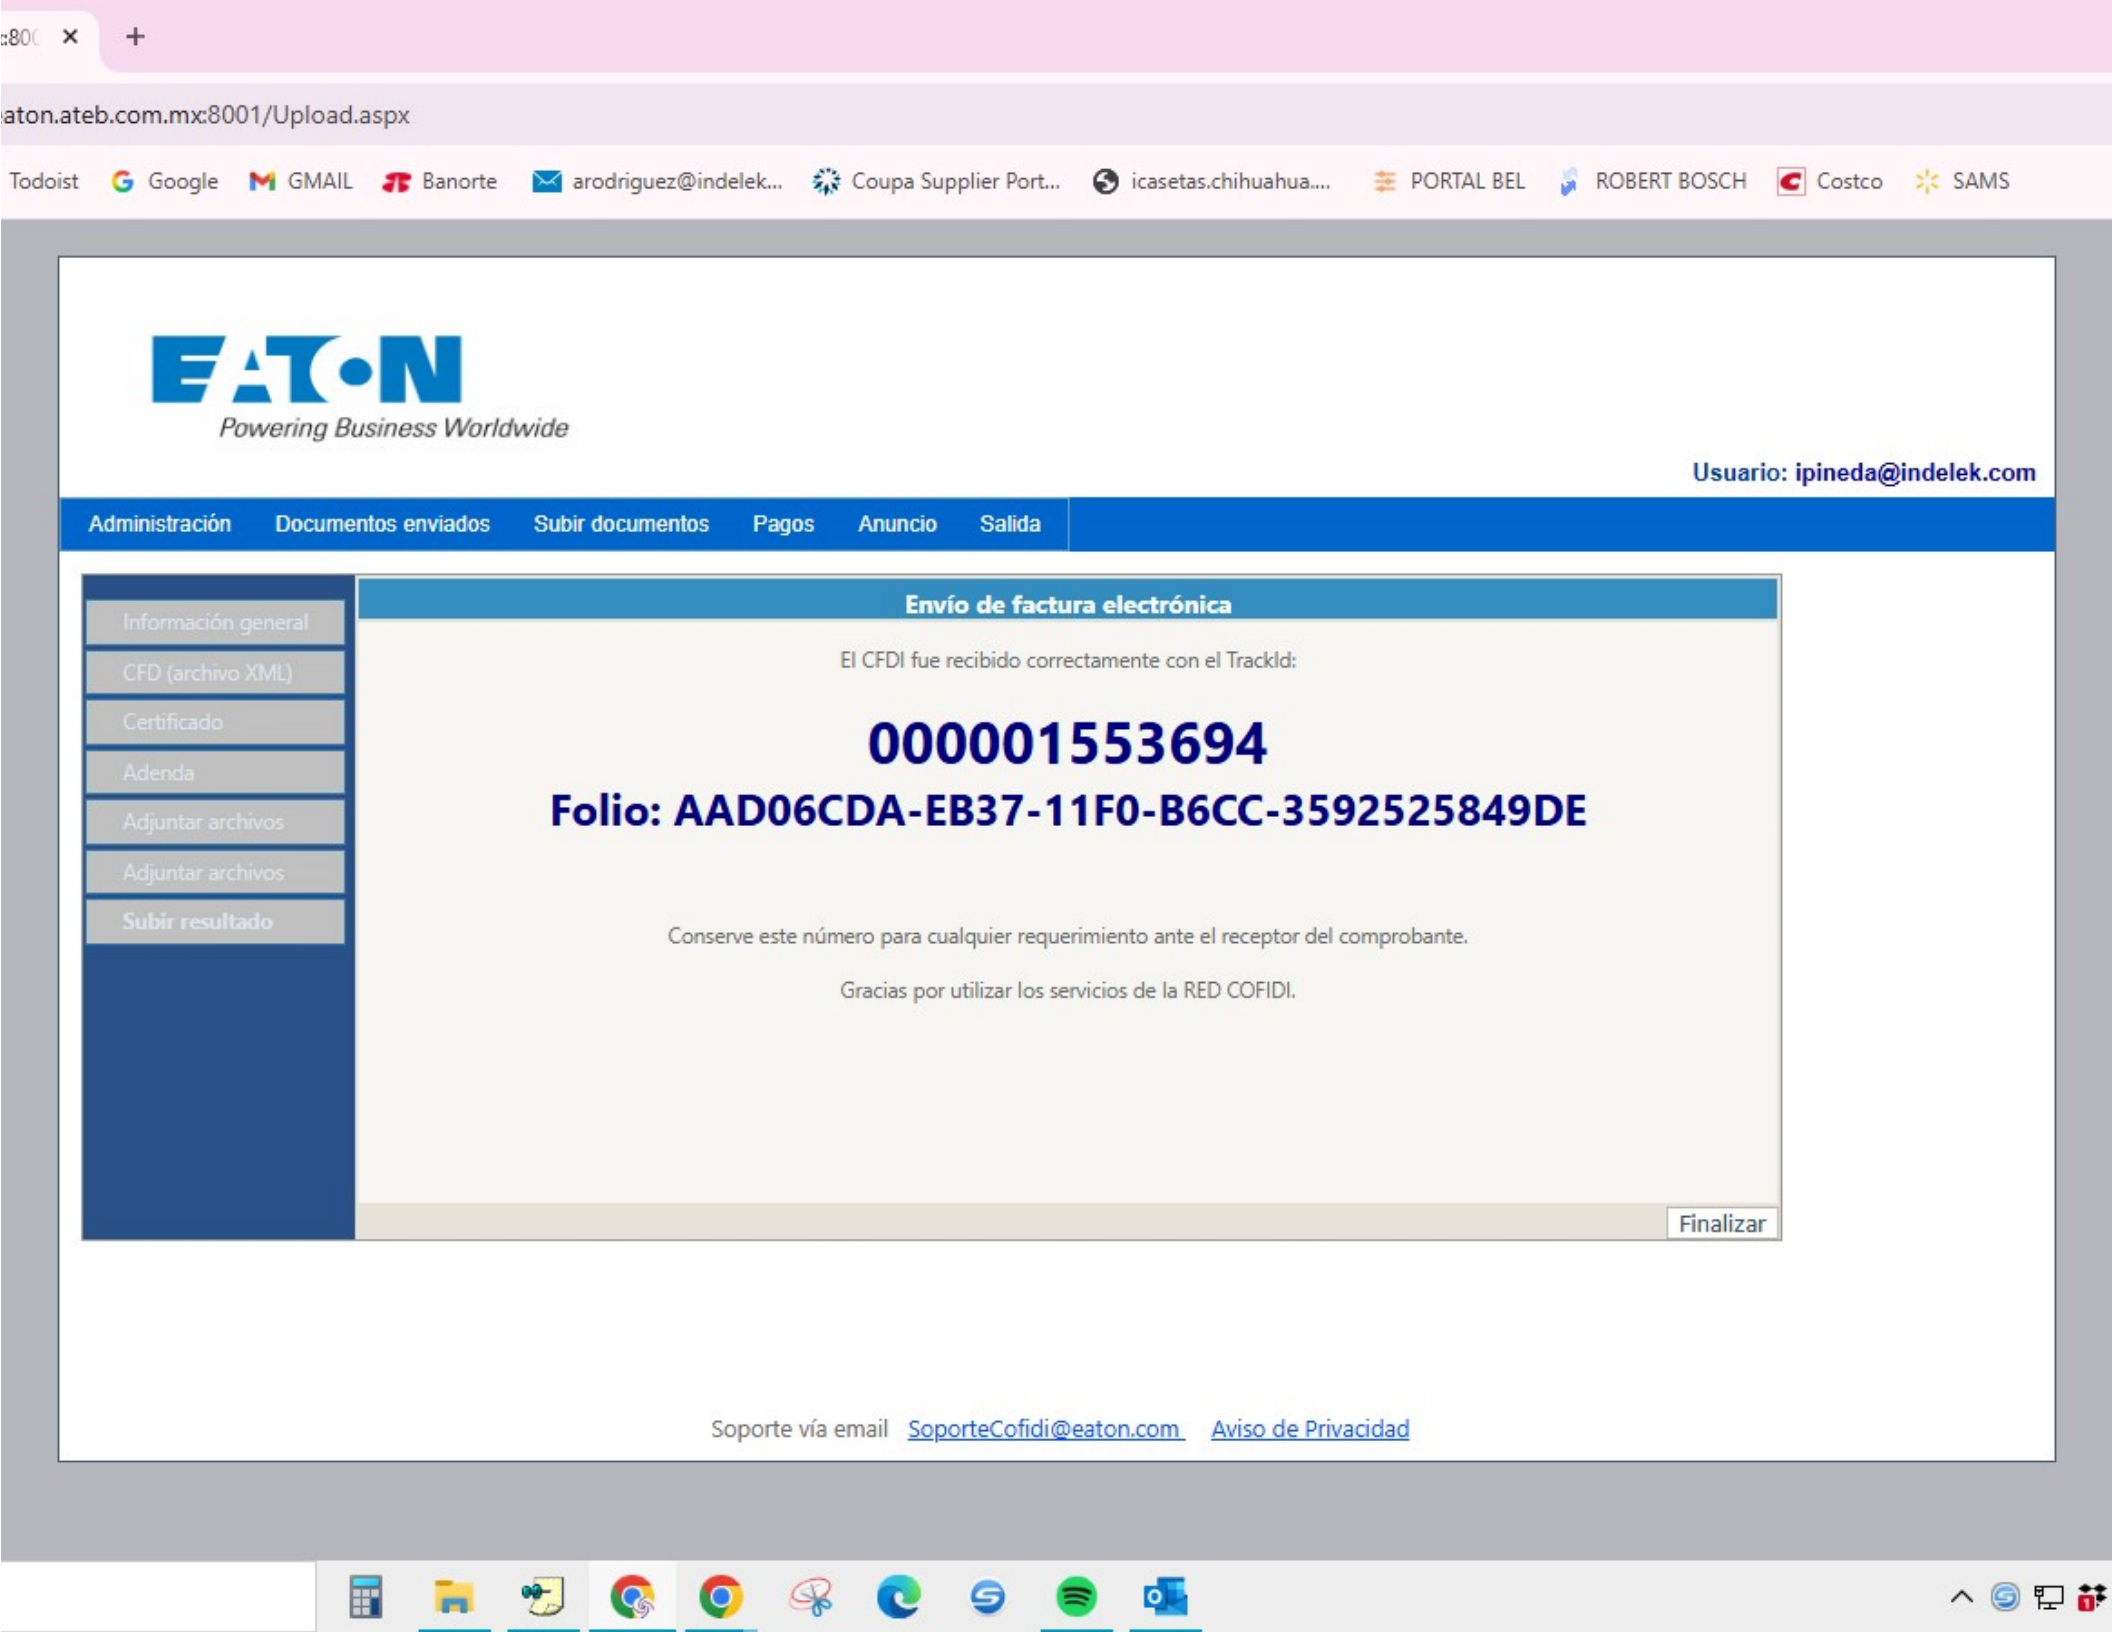 :800
aton.ateb.com.mx:8001/Upload.aspx
Todoist Google GMAIL Banorte arodriguez@indelek... Coupa Supplier Port... icasetas.chihuahua.... PORTAL BEL ROBERT BOSCH Costco SAMS
EATON
Powering Business Worldwide
Usuario: ipineda@indelek.com
Administración Documentos enviados Subir documentos Pagos Anuncio Salida
Envío de factura electrónica
Información general
CFD (archivo XML)
Certificado
Adenda
Adjuntar archivos
Adjuntar archivos
Subir resultado
El CFDI fue recibido correctamente con el TrackId:
000001553694
Folio: AAD06CDA-EB37-11F0-B6CC-3592525849DE
Conserve este número para cualquier requerimiento ante el receptor del comprobante.
Gracias por utilizar los servicios de la RED COFIDI.
Finalizar
Soporte vía email SoporteCofidi@eaton.com Aviso de Privacidad